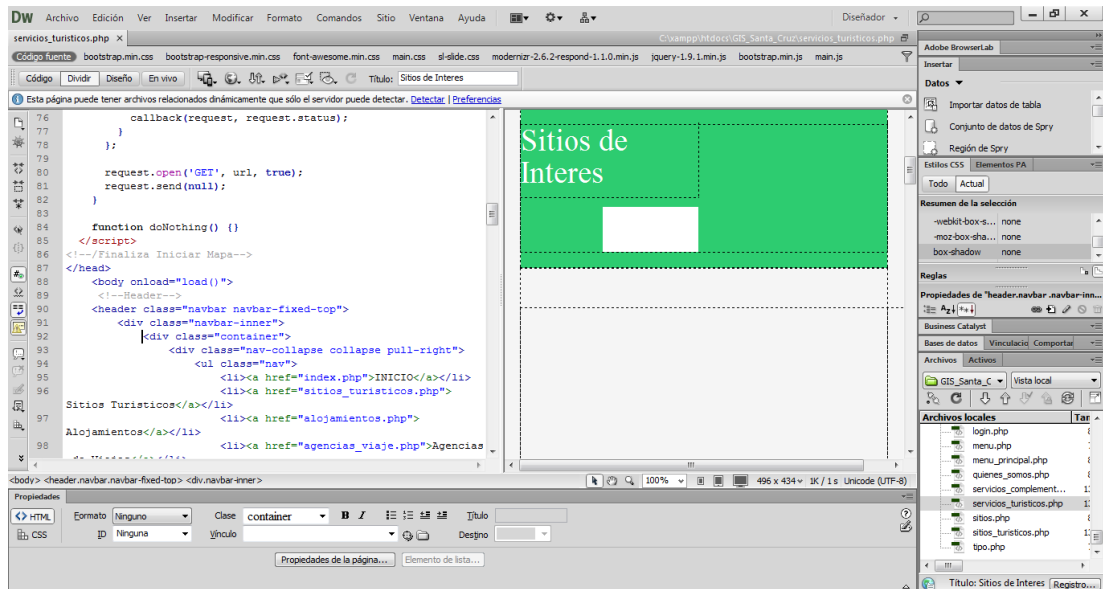 DW Archivo Edición Ver Insertar Modificar Formato Comandos Sitio Ventana Ayuda Diseñador
servicios_turisticos.php × C:\xampp\htdocs\GIS_Santa_Cruz\servicios_turisticos.php
Código fuente bootstrap.min.css bootstrap-responsive.min.css font-awesome.min.css main.css sl-slide.css modernizr-2.6.2-respond-1.1.0.min.js jquery-1.9.1.min.js bootstrap.min.js main.js
Código Dividir Diseño En vivo Título: Sitios de Interes
Esta página puede tener archivos relacionados dinámicamente que sólo el servidor puede detectar. Detectar | Preferencias
76 callback(request, request.status);
77 }
78 };
79
80 request.open('GET', url, true);
81 request.send(null);
82 }
83
84 function doNothing() {}
85 </script>
86 <!--/Finaliza Iniciar Mapa-->
87 </head>
88 <body onload="load()">
89 <!--Header-->
90 <header class="navbar navbar-fixed-top">
91 <div class="navbar-inner">
92 <div class="container">
93 <div class="nav-collapse collapse pull-right">
94 <ul class="nav">
95 <li><a href="index.php">INICIO</a></li>
96 <li><a href="sitios_turisticos.php">
Sitios Turisticos</a></li>
97 <li><a href="alojamientos.php">
Alojamientos</a></li>
98 <li><a href="agencias_viaje.php">Agencias
Sitios de
Interes
<body> <header.navbar.navbar-fixed-top> <div.navbar-inner>
100% 496 x 434 1K / 1 s Unicode (UTF-8)
Propiedades
<> HTML Formato Ninguno Clase container B I Título
CSS ID Ninguna Vínculo Destino
Propiedades de la página... Elemento de lista...
Adobe BrowserLab
Insertar
Datos
Importar datos de tabla
Conjunto de datos de Spry
Región de Spry
Estilos CSS Elementos PA
Todo Actual
Resumen de la selección
-webkit-box-s... none
-moz-box-sha... none
box-shadow none
Reglas
Propiedades de "header.navbar .navbar-inn...
Business Catalyst
Bases de datos Vinculacio Comportar
Archivos Activos
GIS_Santa_C Vista local
Archivos locales Tar
login.php
menu.php
menu_principal.php
quienes_somos.php
servicios_complement...
servicios_turisticos.php
sitios.php
sitios_turisticos.php
tipo.php
Título: Sitios de Interes Registro...